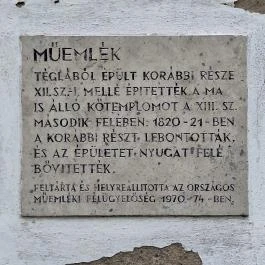 MŰEMLÉK
TÉGLÁBÓL ÉPÜLT KORÁBBI RÉSZE
XII.SZ-I. MELLÉ ÉPÍTETTÉK A MA
IS ÁLLÓ KŐTEMPLOMOT A XIII. SZ.
MÁSODIK FELÉBEN. 1820-21-BEN
A KORÁBBI RÉSZT LEBONTOTTÁK,
ÉS AZ ÉPÜLETET NYUGAT FELÉ
BŐVÍTETTÉK.
FELTÁRTA ÉS HELYREÁLLÍTOTTA AZ ORSZÁGOS
MŰEMLÉKI FELÜGYELŐSÉG 1970-74-BEN.